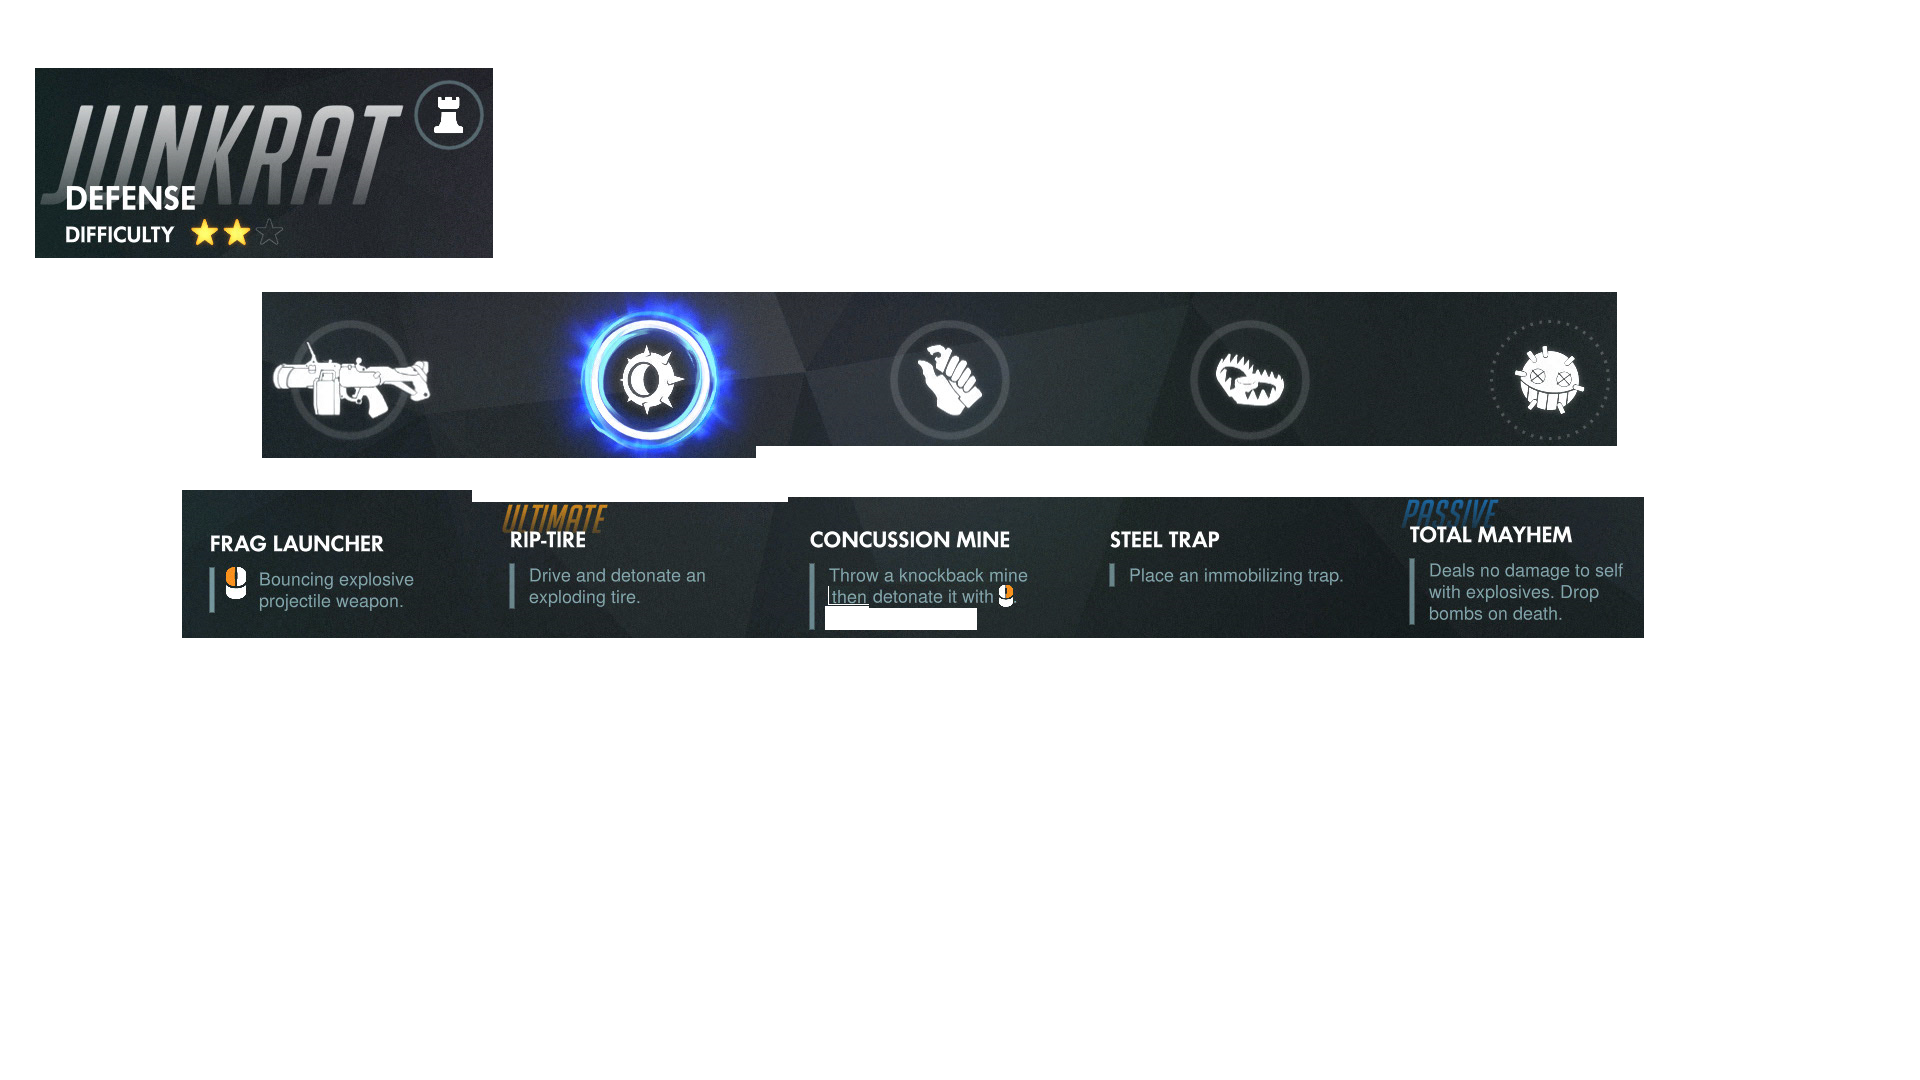 JUNKRAT
DEFENSE
DIFFICULTY
FRAG LAUNCHER
Bouncing explosive
projectile weapon.
ULTIMATE
RIP-TIRE
Drive and detonate an
exploding tire.
CONCUSSION MINE
Throw a knockback mine
then detonate it with .
STEEL TRAP
Place an immobilizing trap.
PASSIVE
TOTAL MAYHEM
Deals no damage to self
with explosives. Drop
bombs on death.